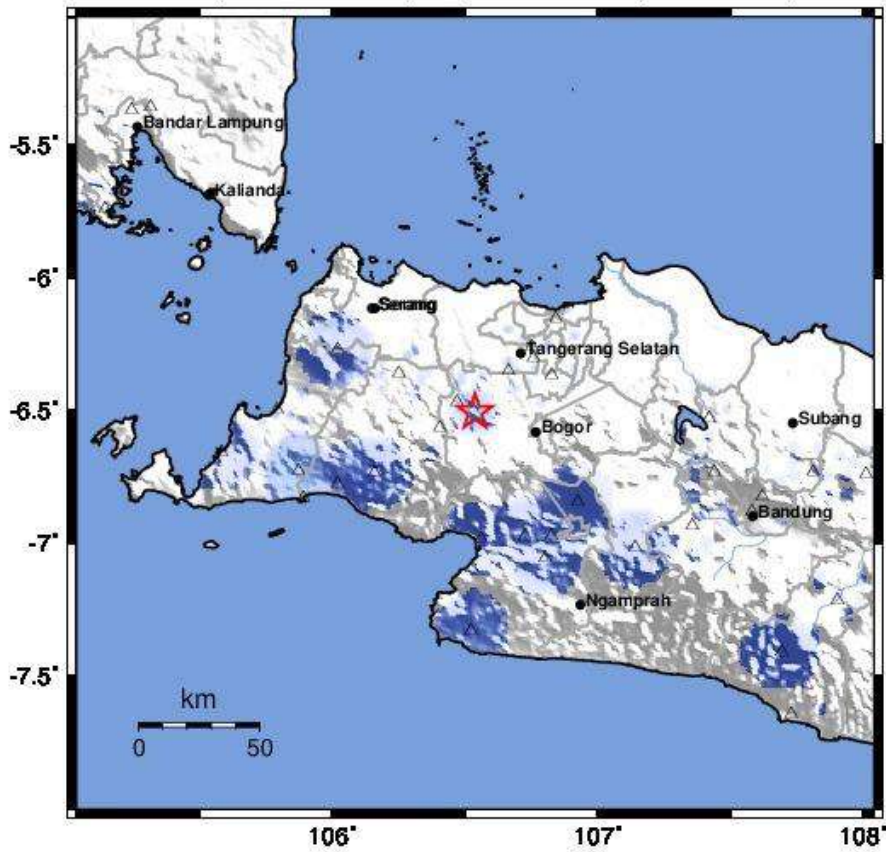 Bandar Lampung
-5.5°
Kalianda
-6°
Serang
Tangerang Selatan
-6.5°
Bogor
Subang
Bandung
-7°
Ngamprah
-7.5°
km
0 50
106° 107° 108°